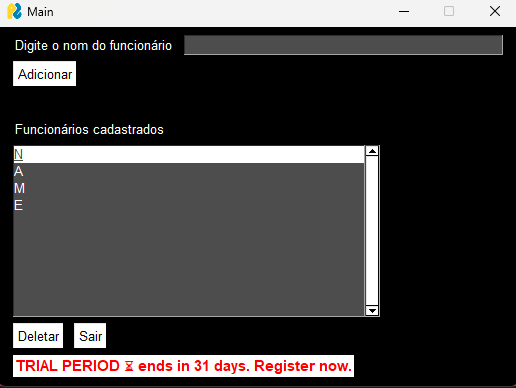 Main
Digite o nom do funcionário
Adicionar
Funcionários cadastrados
N
A
M
E
Deletar Sair
TRIAL PERIOD ⏳ ends in 31 days. Register now.